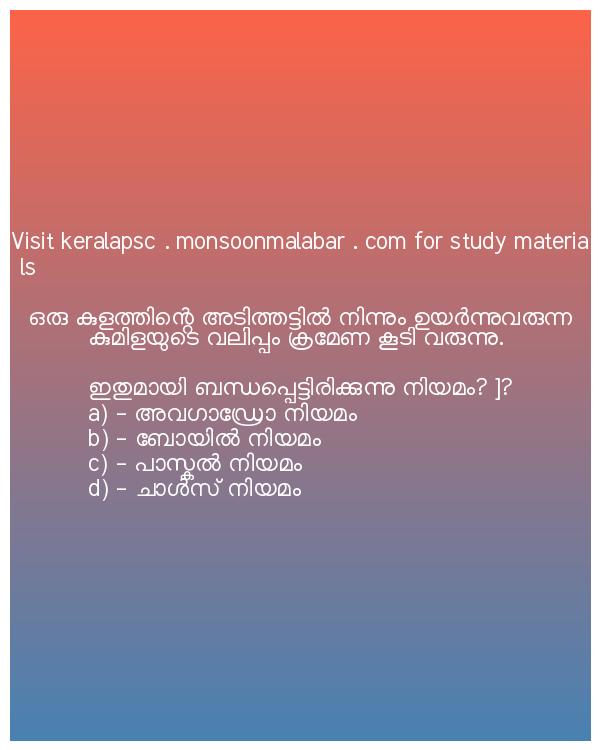 Visit keralapsc . monsoonmalabar . com for study materia
ls
ഒരു കുളത്തിന്റെ അടിത്തട്ടിൽ നിന്നും ഉയർന്നുവരുന്ന
കുമിളയുടെ വലിപ്പം ക്രമേണ കൂടി വരുന്നു.
ഇതുമായി ബന്ധപ്പെട്ടിരിക്കുന്നു നിയമം? ]?
a) – അവഗാഡ്രോ നിയമം
b) – ബോയിൽ നിയമം
c) – പാസ്കൽ നിയമം
d) – ചാൾസ് നിയമം